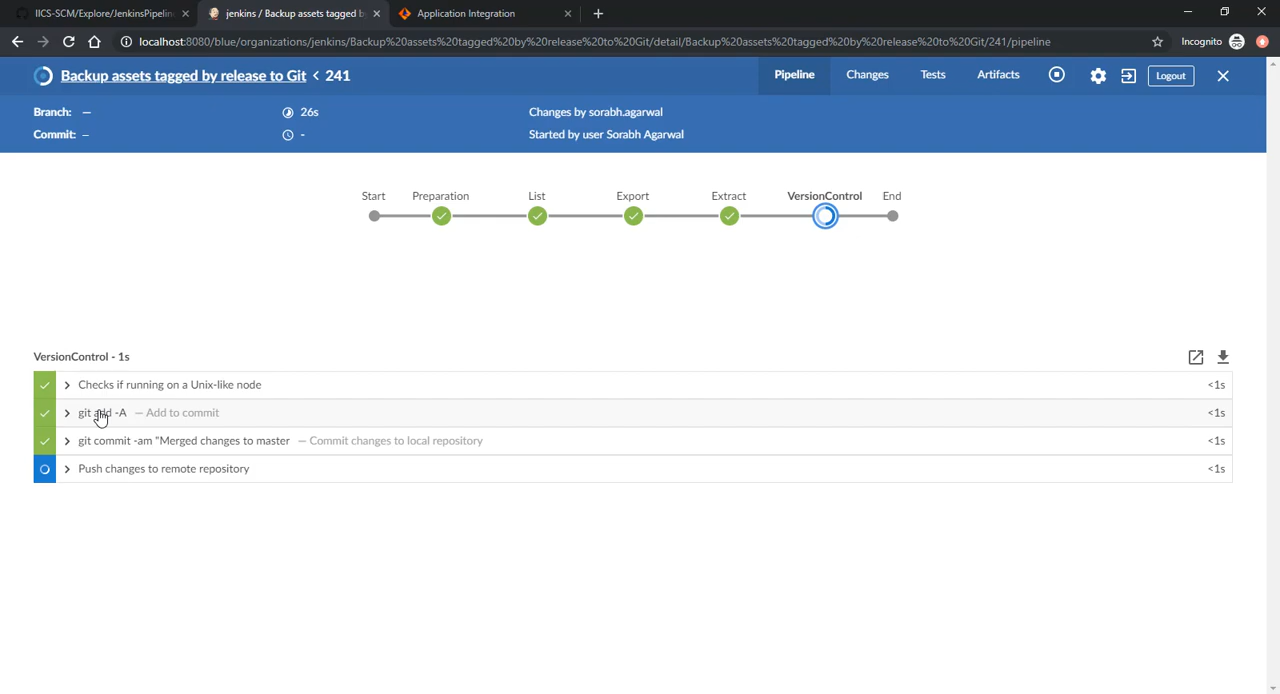 IICS-SCM/Explore/JenkinsPipelin
jenkins / Backup assets tagged b
Application Integration
localhost:8080/blue/organizations/jenkins/Backup%20assets%20tagged%20by%20release%20to%20Git/detail/Backup%20assets%20tagged%20by%20release%20to%20Git/241/pipeline
Incognito
Backup assets tagged by release to Git < 241
Pipeline
Changes
Tests
Artifacts
Logout
Branch: —
26s
Changes by sorabh.agarwal
Commit: –
-
Started by user Sorabh Agarwal
Start
Preparation
List
Export
Extract
VersionControl
End
VersionControl - 1s
Checks if running on a Unix-like node
<1s
git add -A — Add to commit
<1s
git commit -am "Merged changes to master — Commit changes to local repository
<1s
Push changes to remote repository
<1s